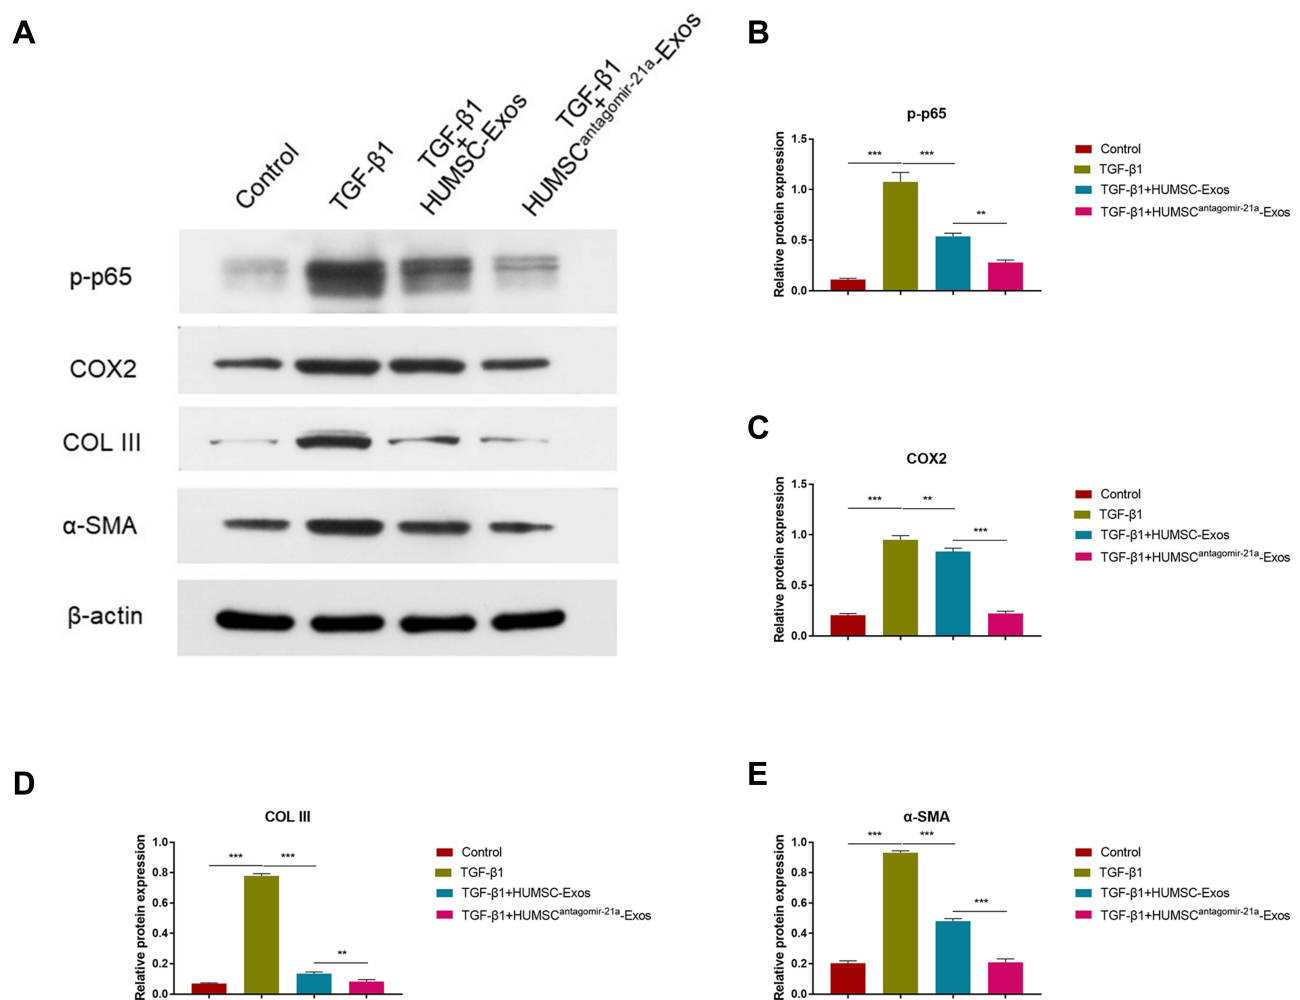 A
Control
TGF-β1
TGF-β1
+
HUMSC-Exos
TGF-β1
+
HUMSCantagomir-21a-Exos
p-p65
COX2
COL III
α-SMA
β-actin
B
p-p65
Relative protein expression
1.5
1.0
0.5
0.0
*** ***
**
Control
TGF-β1
TGF-β1+HUMSC-Exos
TGF-β1+HUMSCantagomir-21a-Exos
C
COX2
Relative protein expression
1.5
1.0
0.5
0.0
*** **
***
Control
TGF-β1
TGF-β1+HUMSC-Exos
TGF-β1+HUMSCantagomir-21a-Exos
D
COL III
Relative protein expression
1.0
0.8
0.6
0.4
0.2
0.0
*** ***
**
Control
TGF-β1
TGF-β1+HUMSC-Exos
TGF-β1+HUMSCantagomir-21a-Exos
E
α-SMA
Relative protein expression
1.0
0.8
0.6
0.4
0.2
0.0
*** ***
***
Control
TGF-β1
TGF-β1+HUMSC-Exos
TGF-β1+HUMSCantagomir-21a-Exos